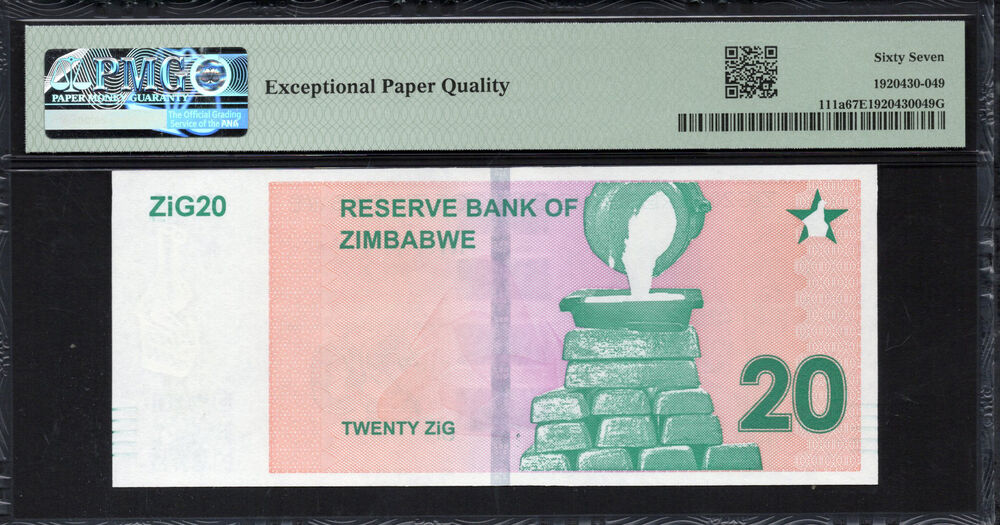 PMG
PAPER MONEY GUARANTY
The Official Grading
Service of the ANA
Exceptional Paper Quality
Sixty Seven
1920430-049
111a67E1920430049G
ZiG20
RESERVE BANK OF
ZIMBABWE
TWENTY ZiG
20